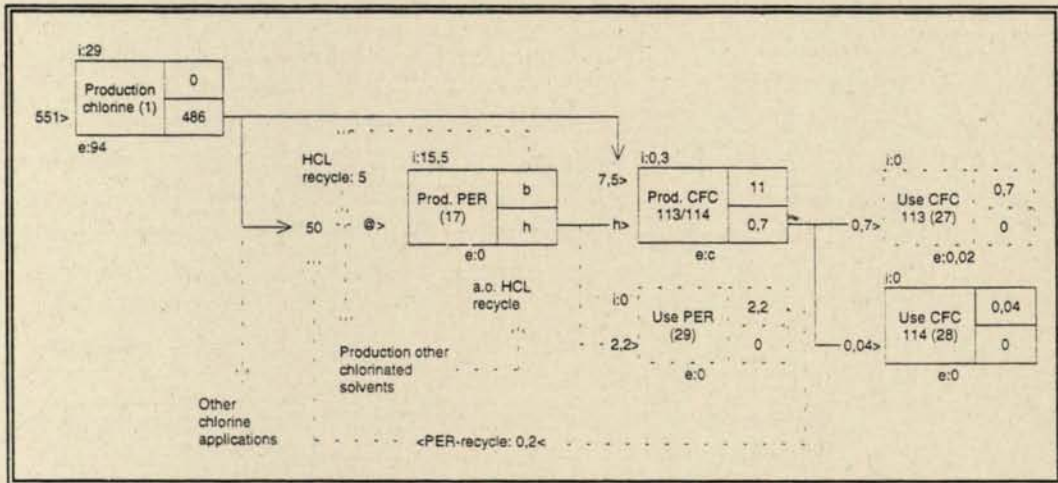 i:29
Production
chlorine (1)
0
486
551>
e:94
HCL
recycle: 5
50
@>
i:15,5
Prod. PER
(17)
b
h
e:0
a.o. HCL
recycle
7,5>
h>
i:0,3
Prod. CFC
113/114
11
0,7
e:c
0,7>
i:0
Use CFC
113 (27)
0,7
0
e:0,02
i:0
Use PER
(29)
2,2
0
2,2>
e:0
0,04>
i:0
Use CFC
114 (28)
0,04
0
e:0
Production other
chlorinated
solvents
Other
chlorine
applications
<PER-recycle: 0,2<